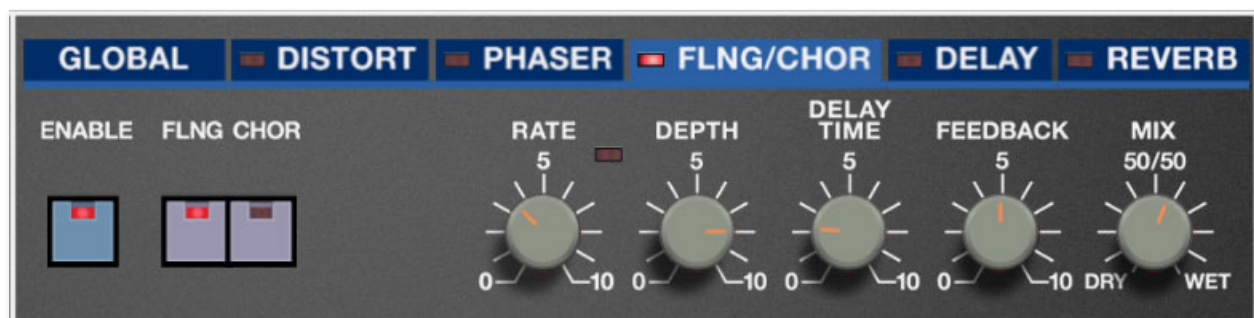 GLOBAL DISTORT PHASER FLNG/CHOR DELAY REVERB
ENABLE FLNG CHOR RATE DEPTH DELAY TIME FEEDBACK MIX
5 5 5 5 50/50
0 10 0 10 0 10 0 10 DRY WET